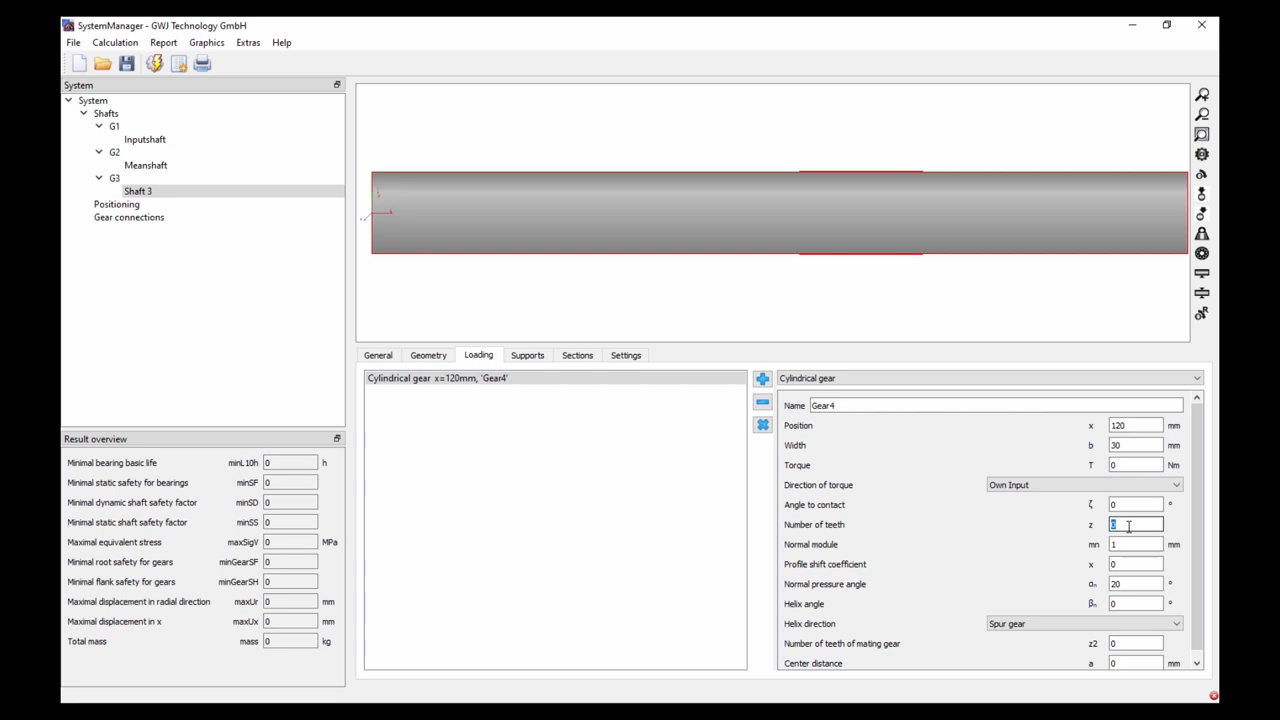 SystemManager - GWJ Technology GmbH
File Calculation Report Graphics Extras Help
System
System
Shafts
G1
Inputshaft
G2
Meanshaft
G3
Shaft 3
Positioning
Gear connections
General Geometry Loading Supports Sections Settings
Cylindrical gear x=120mm, 'Gear4'
Cylindrical gear
Name Gear4
Position x 120 mm
Width b 30 mm
Torque T 0 Nm
Direction of torque Own Input
Angle to contact ζ 0 °
Number of teeth z 0
Normal module mn 1 mm
Profile shift coefficient x 0
Normal pressure angle αn 20 °
Helix angle βn 0 °
Helix direction Spur gear
Number of teeth of mating gear z2 0
Center distance a 0 mm
Result overview
Minimal bearing basic life minL10h 0 h
Minimal static safety for bearings minSF 0
Minimal dynamic shaft safety factor minSD 0
Minimal static shaft safety factor minSS 0
Maximal equivalent stress maxSigV 0 MPa
Minimal root safety for gears minGearSF 0
Minimal flank safety for gears minGearSH 0
Maximal displacement in radial direction maxUr 0 mm
Maximal displacement in x maxUx 0 mm
Total mass mass 0 kg